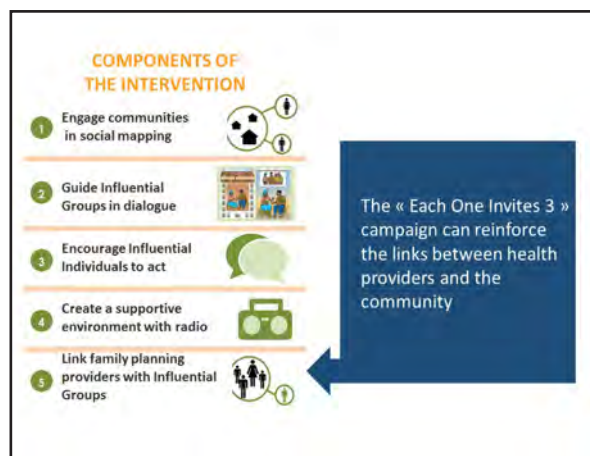 COMPONENTS OF
THE INTERVENTION
1
Engage communities
in social mapping
2
Guide Influential
Groups in dialogue
3
Encourage Influential
Individuals to act
4
Create a supportive
environment with radio
5
Link family planning
providers with Influential
Groups
The « Each One Invites 3 »
campaign can reinforce
the links between health
providers and the
community